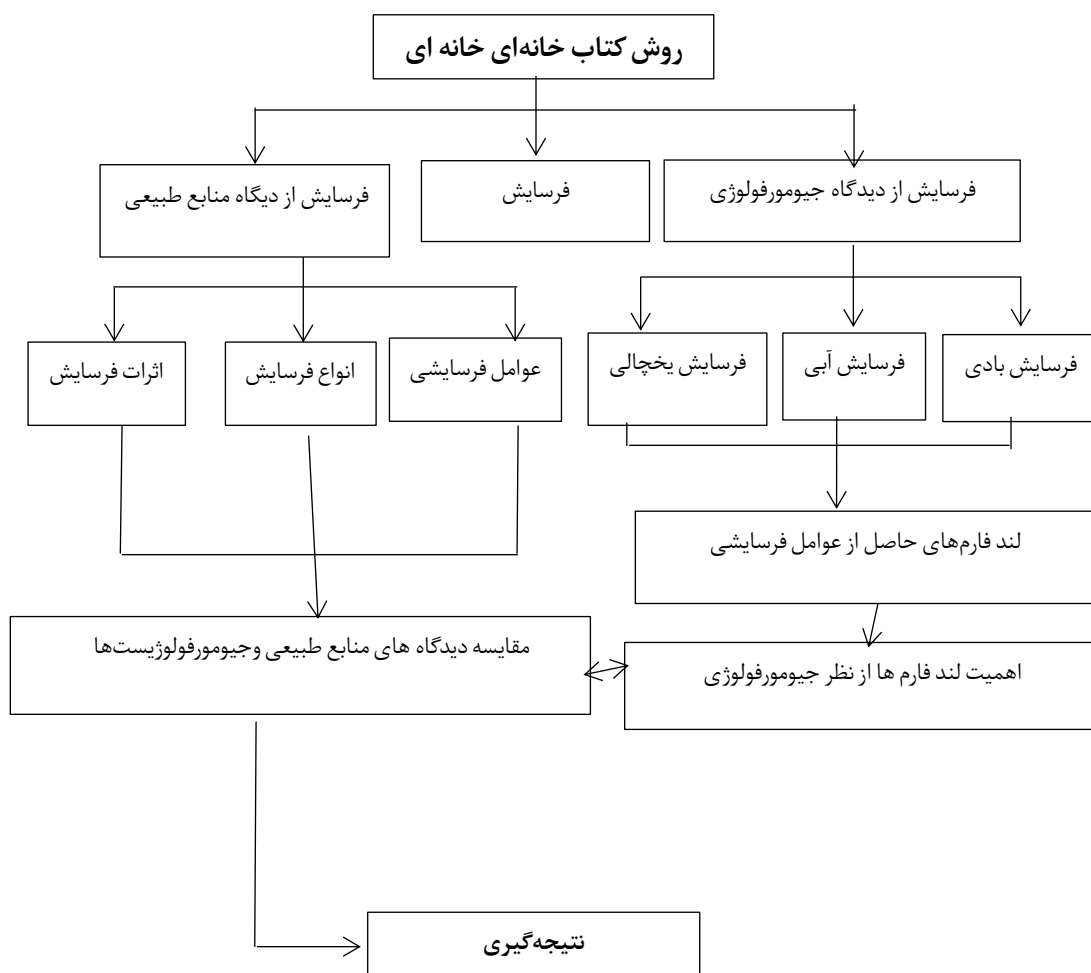 روش کتاب خانه‌ای خانه ای
فرسایش از دیدگاه جیومورفولوژی
فرسایش
فرسایش از دیگاه منابع طبیعی
فرسایش بادی
فرسایش آبی
فرسایش یخچالی
عوامل فرسایشی
انواع فرسایش
اثرات فرسایش
لند فارم‌های حاصل از عوامل فرسایشی
اهمیت لند فارم ها از نظر جیومورفولوژی
مقایسه دیدگاه های منابع طبیعی وجیومورفولوژیست‌ها
نتیجه‌گیری